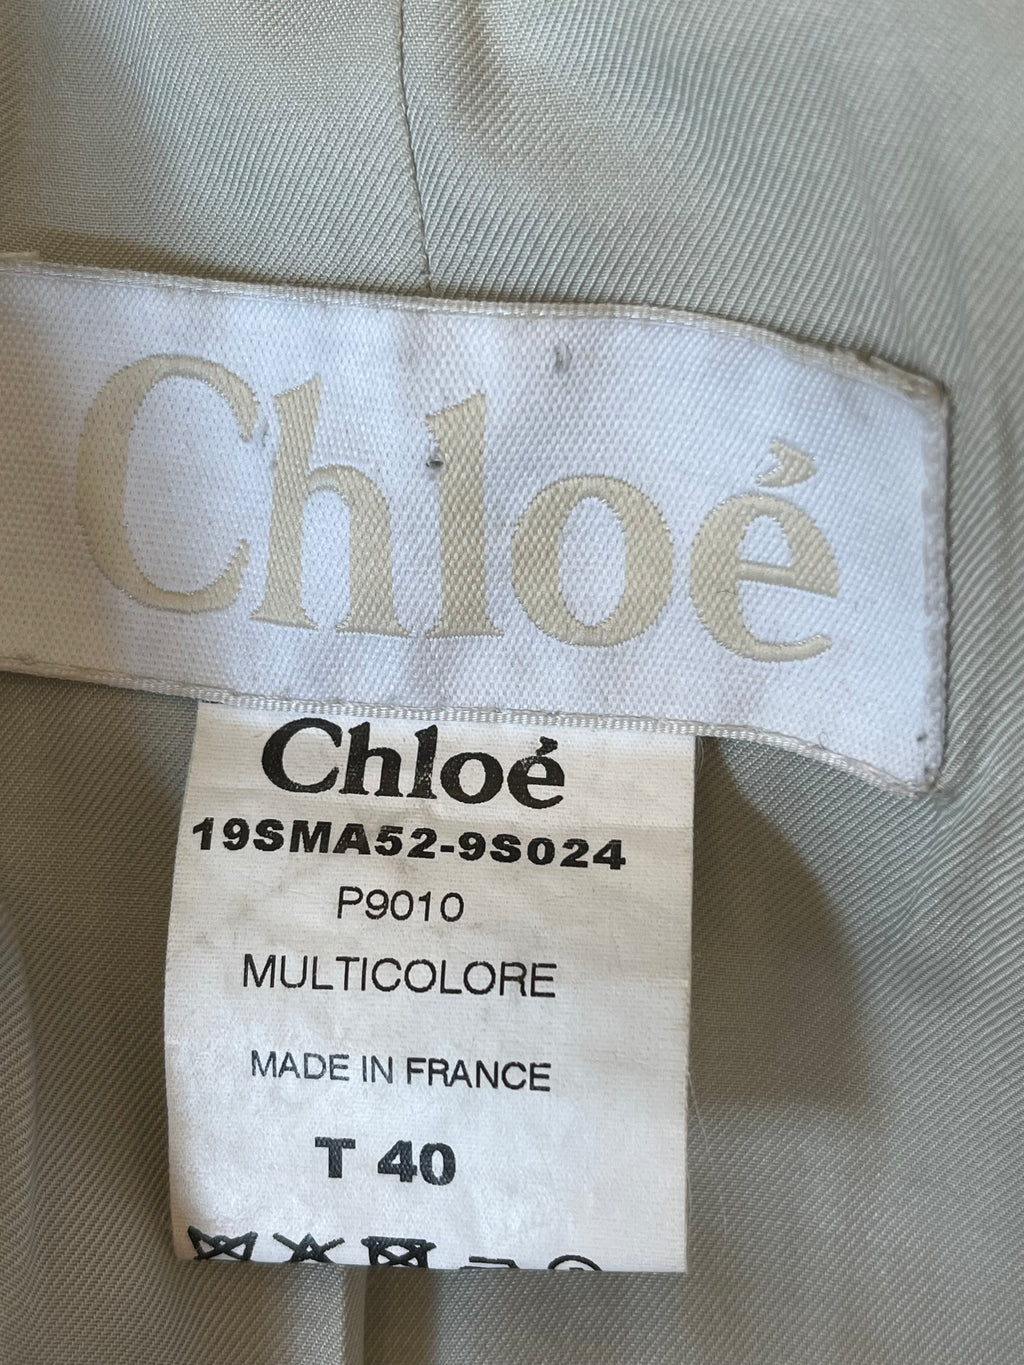 Chloé
Chloé
19SMA52-9S024
P9010
MULTICOLORE
MADE IN FRANCE
T 40